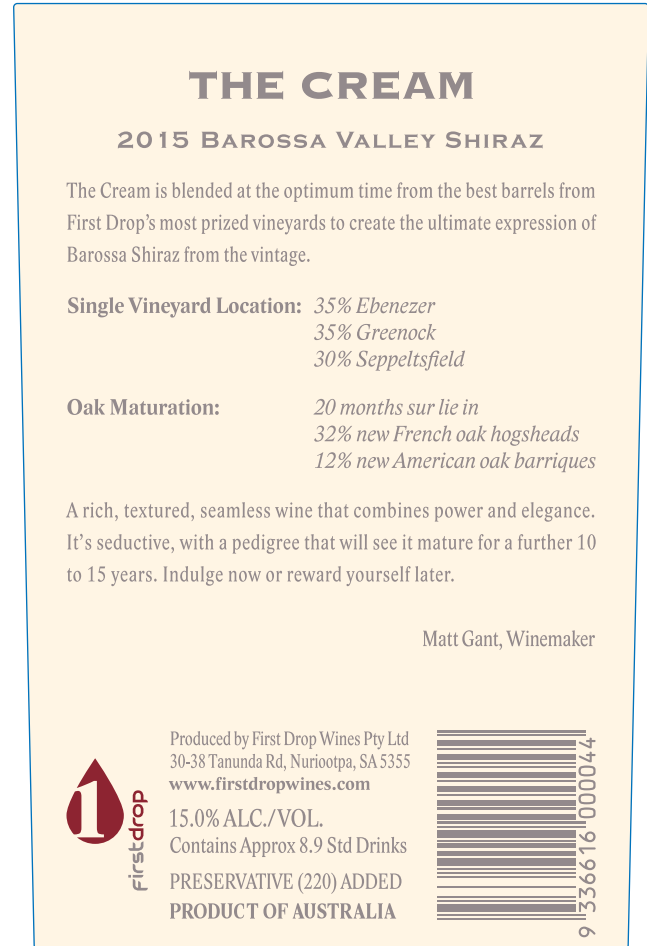 THE CREAM
2015 BAROSSA VALLEY SHIRAZ
The Cream is blended at the optimum time from the best barrels from
First Drop's most prized vineyards to create the ultimate expression of
Barossa Shiraz from the vintage.
Single Vineyard Location: 35% Ebenezer
35% Greenock
30% Seppeltsfield
Oak Maturation: 20 months sur lie in
32% new French oak hogsheads
12% new American oak barriques
A rich, textured, seamless wine that combines power and elegance.
It's seductive, with a pedigree that will see it mature for a further 10
to 15 years. Indulge now or reward yourself later.
Matt Gant, Winemaker
1
firstdrop
Produced by First Drop Wines Pty Ltd
30-38 Tanunda Rd, Nuriootpa, SA 5355
www.firstdropwines.com
15.0% ALC./VOL.
Contains Approx 8.9 Std Drinks
PRESERVATIVE (220) ADDED
PRODUCT OF AUSTRALIA
9 336616 000044